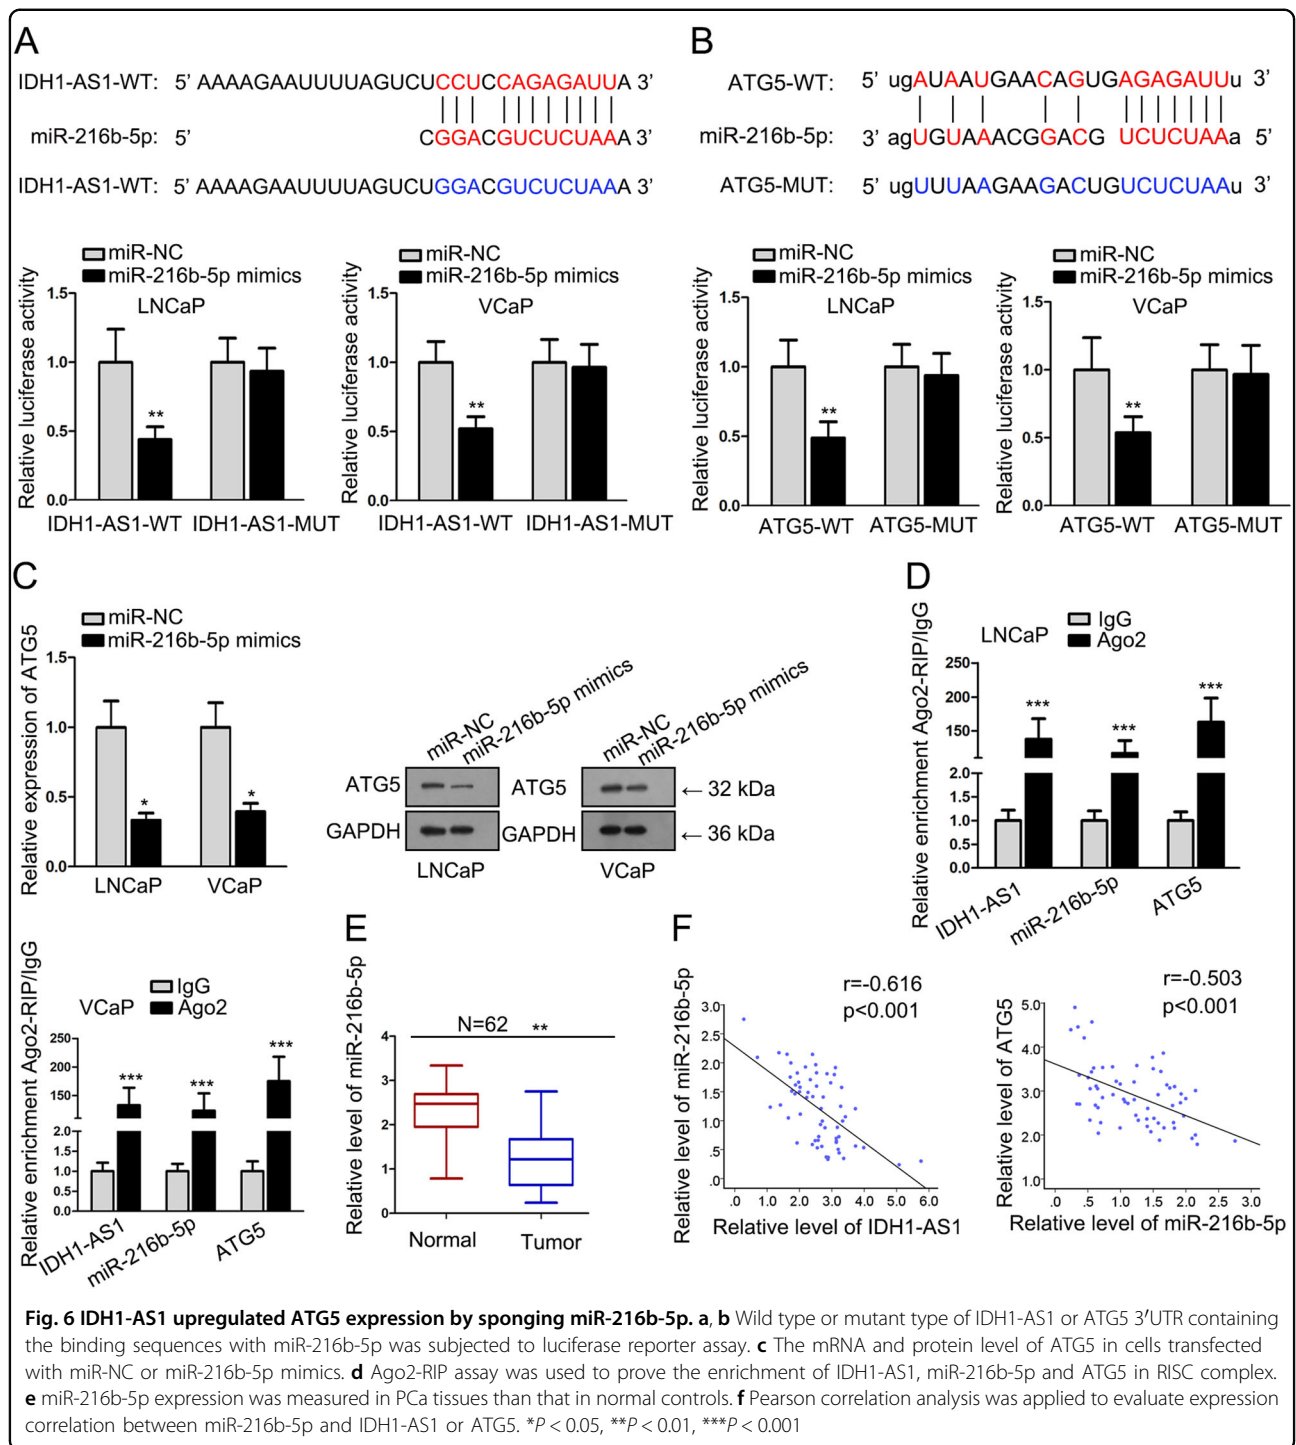 A
IDH1-AS1-WT: 5' AAAAGAAUUUUAGUCUCCUCCAGAGAUUA 3'
miR-216b-5p: 5' CGGACGUCUCUAAA 3'
IDH1-AS1-WT: 5' AAAAGAAUUUUAGUCUGGACGUCUCUAAA 3'
miR-NC
miR-216b-5p mimics
LNCaP
Relative luciferase activity
1.5
1.0
0.5
0.0
**
IDH1-AS1-WT IDH1-AS1-MUT
miR-NC
miR-216b-5p mimics
VCaP
Relative luciferase activity
1.5
1.0
0.5
0.0
**
IDH1-AS1-WT IDH1-AS1-MUT
B
ATG5-WT: 5' ugAUAAUGAACAGUGAGAGAUUu 3'
miR-216b-5p: 3' agUGUAAACGGACG UCUCUAAa 5'
ATG5-MUT: 5' ugUUUAAGAAGACUGUCUCUAAu 3'
miR-NC
miR-216b-5p mimics
LNCaP
Relative luciferase activity
1.5
1.0
0.5
0.0
**
ATG5-WT ATG5-MUT
miR-NC
miR-216b-5p mimics
VCaP
Relative luciferase activity
1.5
1.0
0.5
0.0
**
ATG5-WT ATG5-MUT
C
miR-NC
miR-216b-5p mimics
Relative expression of ATG5
1.5
1.0
0.5
0.0
* *
LNCaP VCaP
miR-NC
miR-216b-5p mimics
ATG5
GAPDH
LNCaP
miR-NC
miR-216b-5p mimics
ATG5 ← 32 kDa
GAPDH ← 36 kDa
VCaP
D
IgG
LNCaP Ago2
Relative enrichment Ago2-RIP/IgG
250
200
150
2.0
1.5
1.0
0.5
0.0
*** *** ***
IDH1-AS1 miR-216b-5p ATG5
IgG
VCaP Ago2
Relative enrichment Ago2-RIP/IgG
250
200
150
2.0
1.5
1.0
0.5
0.0
*** *** ***
IDH1-AS1 miR-216b-5p ATG5
E
Relative level of miR-216b-5p
N=62 **
4
3
2
1
0
Normal Tumor
F
r=-0.616
p<0.001
Relative level of miR-216b-5p
3.0
2.5
2.0
1.5
1.0
.5
.0
.0 1.0 2.0 3.0 4.0 5.0 6.0
Relative level of IDH1-AS1
r=-0.503
p<0.001
Relative level of ATG5
5.0
4.0
3.0
2.0
1.0
.0 .5 1.0 1.5 2.0 2.5 3.0
Relative level of miR-216b-5p
Fig. 6 IDH1-AS1 upregulated ATG5 expression by sponging miR-216b-5p. a, b Wild type or mutant type of IDH1-AS1 or ATG5 3′UTR containing
the binding sequences with miR-216b-5p was subjected to luciferase reporter assay. c The mRNA and protein level of ATG5 in cells transfected
with miR-NC or miR-216b-5p mimics. d Ago2-RIP assay was used to prove the enrichment of IDH1-AS1, miR-216b-5p and ATG5 in RISC complex.
e miR-216b-5p expression was measured in PCa tissues than that in normal controls. f Pearson correlation analysis was applied to evaluate expression
correlation between miR-216b-5p and IDH1-AS1 or ATG5. *P < 0.05, **P < 0.01, ***P < 0.001